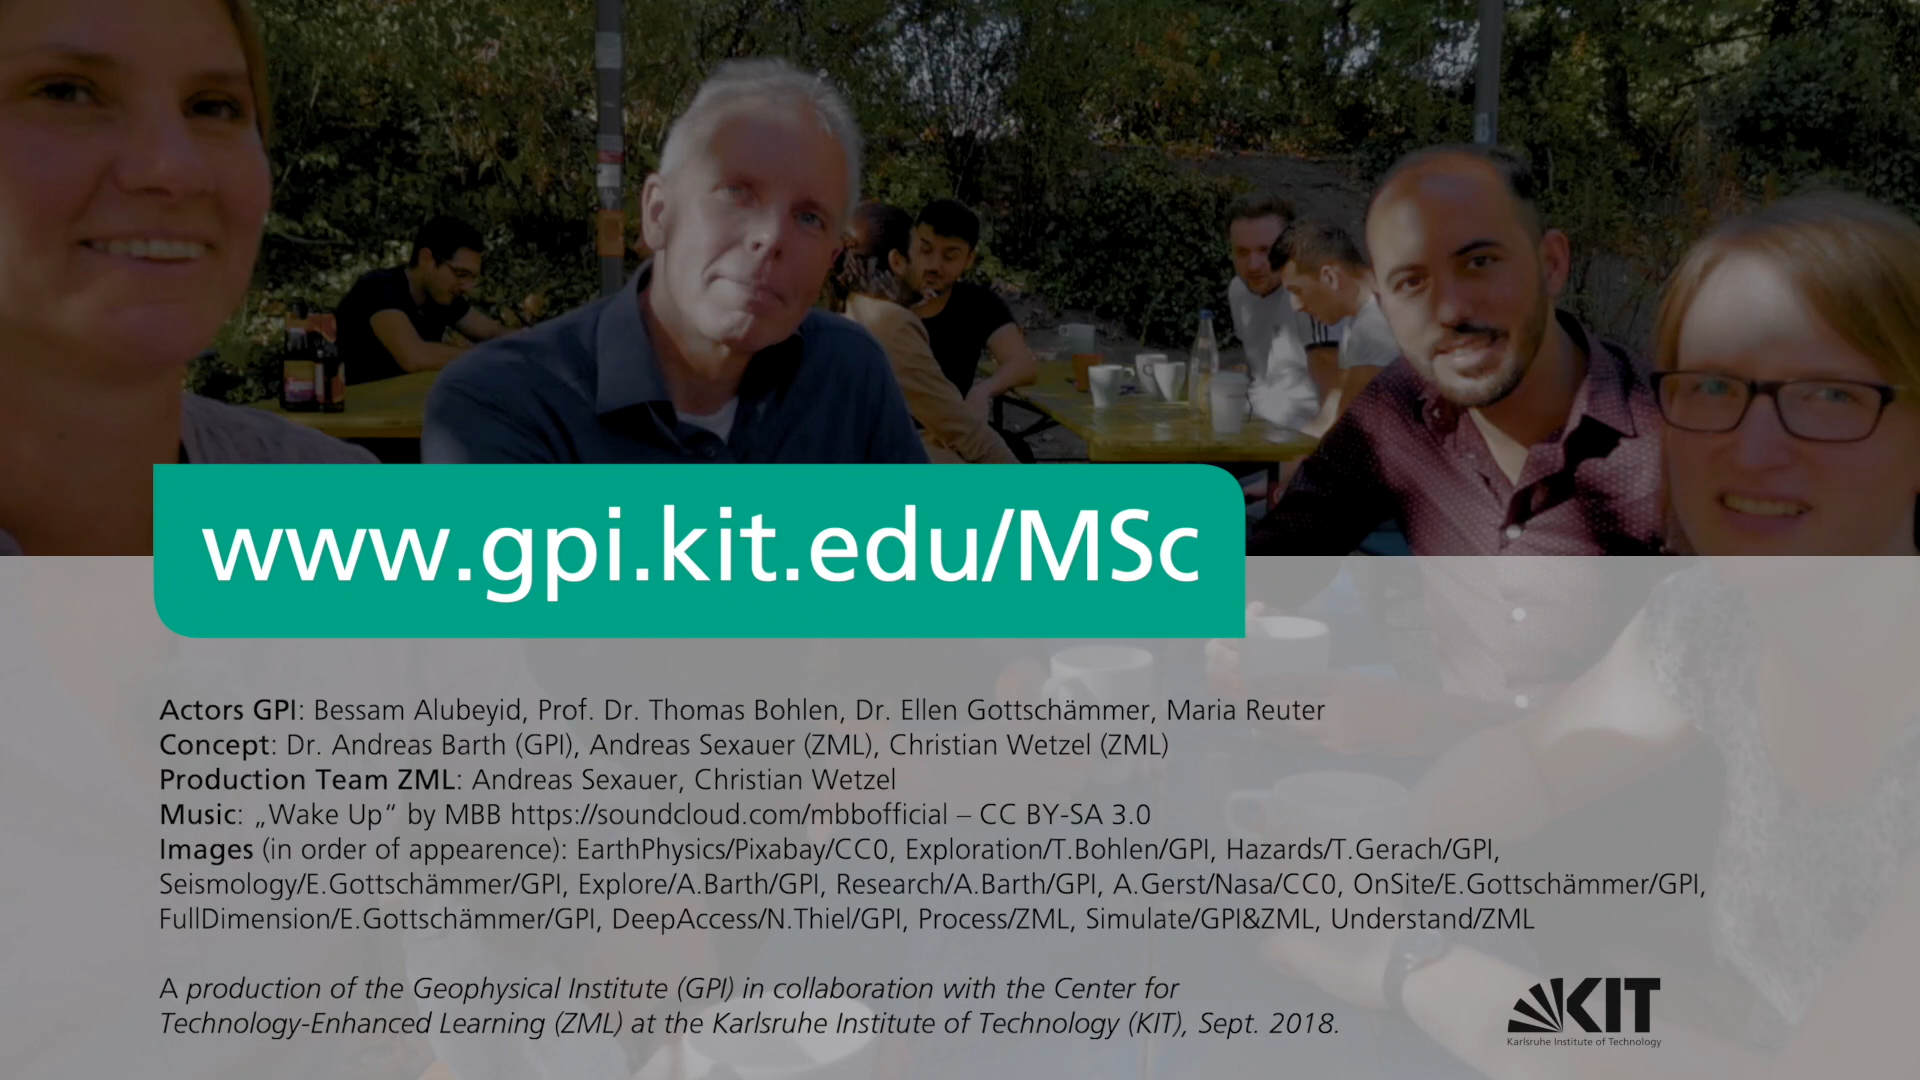 www.gpi.kit.edu/MSc
Actors GPI: Bessam Alubeyid, Prof. Dr. Thomas Bohlen, Dr. Ellen Gottschämmer, Maria Reuter
Concept: Dr. Andreas Barth (GPI), Andreas Sexauer (ZML), Christian Wetzel (ZML)
Production Team ZML: Andreas Sexauer, Christian Wetzel
Music: „Wake Up“ by MBB https://soundcloud.com/mbbofficial – CC BY-SA 3.0
Images (in order of appearence): EarthPhysics/Pixabay/CC0, Exploration/T.Bohlen/GPI, Hazards/T.Gerach/GPI,
Seismology/E.Gottschämmer/GPI, Explore/A.Barth/GPI, Research/A.Barth/GPI, A.Gerst/Nasa/CC0, OnSite/E.Gottschämmer/GPI,
FullDimension/E.Gottschämmer/GPI, DeepAccess/N.Thiel/GPI, Process/ZML, Simulate/GPI&ZML, Understand/ZML
A production of the Geophysical Institute (GPI) in collaboration with the Center for
Technology-Enhanced Learning (ZML) at the Karlsruhe Institute of Technology (KIT), Sept. 2018.
KIT
Karlsruhe Institute of Technology